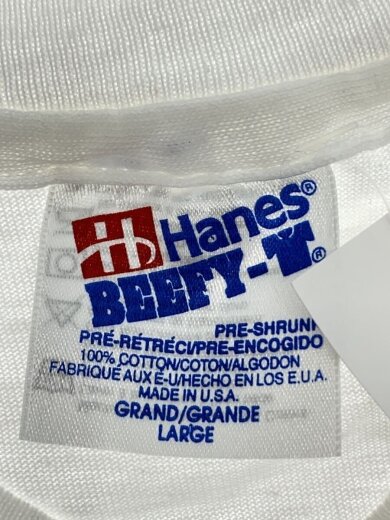 H Hanes®
BEEFY-T®
PRE-SHRUNK
PRÉ-RÉTRÉCI/PRE-ENCOGIDO
100% COTTON/COTON/ALGODON
FABRIQUÉ AUX É-U/HECHO EN LOS E.U.A.
MADE IN U.S.A.
GRAND/GRANDE
LARGE